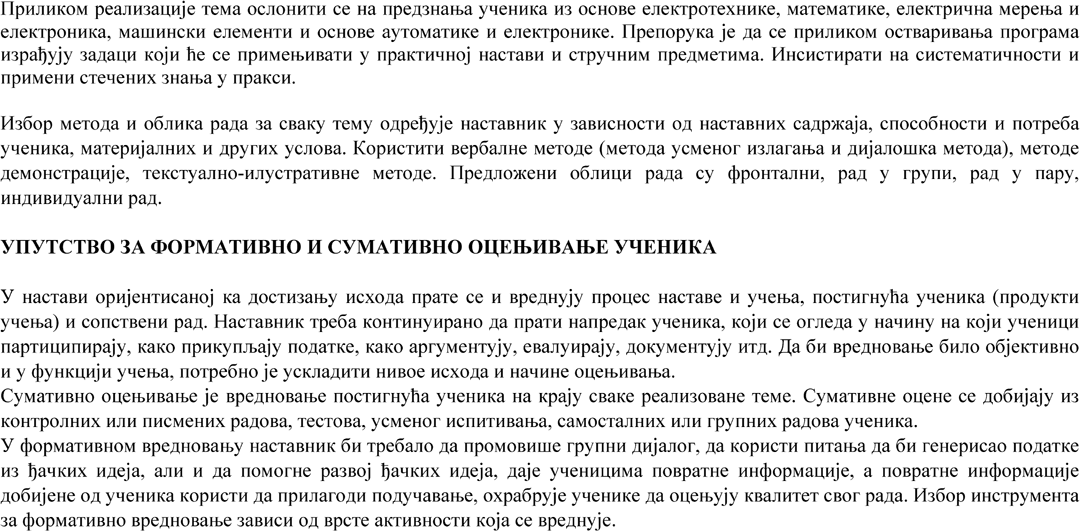 Приликом реализације тема ослонити се на предзнања ученика из основе електротехнике, математике, електрична мерења и
електроника, машински елементи и основе аутоматике и електронике. Препорука је да се приликом остваривања програма
израђују задаци који ће се примењивати у практичној настави и стручним предметима. Инсистирати на систематичности и
примени стечених знања у пракси.
Избор метода и облика рада за сваку тему одређује наставник у зависности од наставних садржаја, способности и потреба
ученика, материјалних и других услова. Користити вербалне методе (метода усменог излагања и дијалошка метода), методе
демонстрације, текстуално-илустративне методе. Предложени облици рада су фронтални, рад у групи, рад у пару,
индивидуални рад.
УПУТСТВО ЗА ФОРМАТИВНО И СУМАТИВНО ОЦЕЊИВАЊЕ УЧЕНИКА
У настави оријентисаној ка достизању исхода прате се и вреднују процес наставе и учења, постигнућа ученика (продукти
учења) и сопствени рад. Наставник треба континуирано да прати напредак ученика, који се огледа у начину на који ученици
партиципирају, како прикупљају податке, како аргументују, евалуирају, документују итд. Да би вредновање било објективно
и у функцији учења, потребно је ускладити нивое исхода и начине оцењивања.
Сумативно оцењивање је вредновање постигнућа ученика на крају сваке реализоване теме. Сумативне оцене се добијају из
контролних или писмених радова, тестова, усменог испитивања, самосталних или групних радова ученика.
У формативном вредновању наставник би требало да промовише групни дијалог, да користи питања да би генерисао податке
из ђачких идеја, али и да помогне развој ђачких идеја, даје ученицима повратне информације, а повратне информације
добијене од ученика користи да прилагоди подучавање, охрабрује ученике да оцењују квалитет свог рада. Избор инструмента
за формативно вредновање зависи од врсте активности која се вреднује.